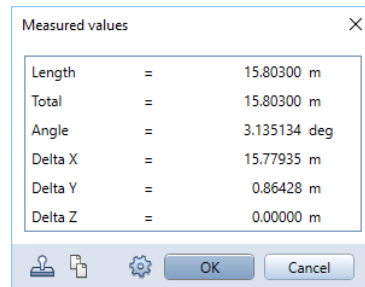 Measured values
Length = 15.80300 m
Total = 15.80300 m
Angle = 3.135134 deg
Delta X = 15.77935 m
Delta Y = 0.86428 m
Delta Z = 0.00000 m
OK Cancel